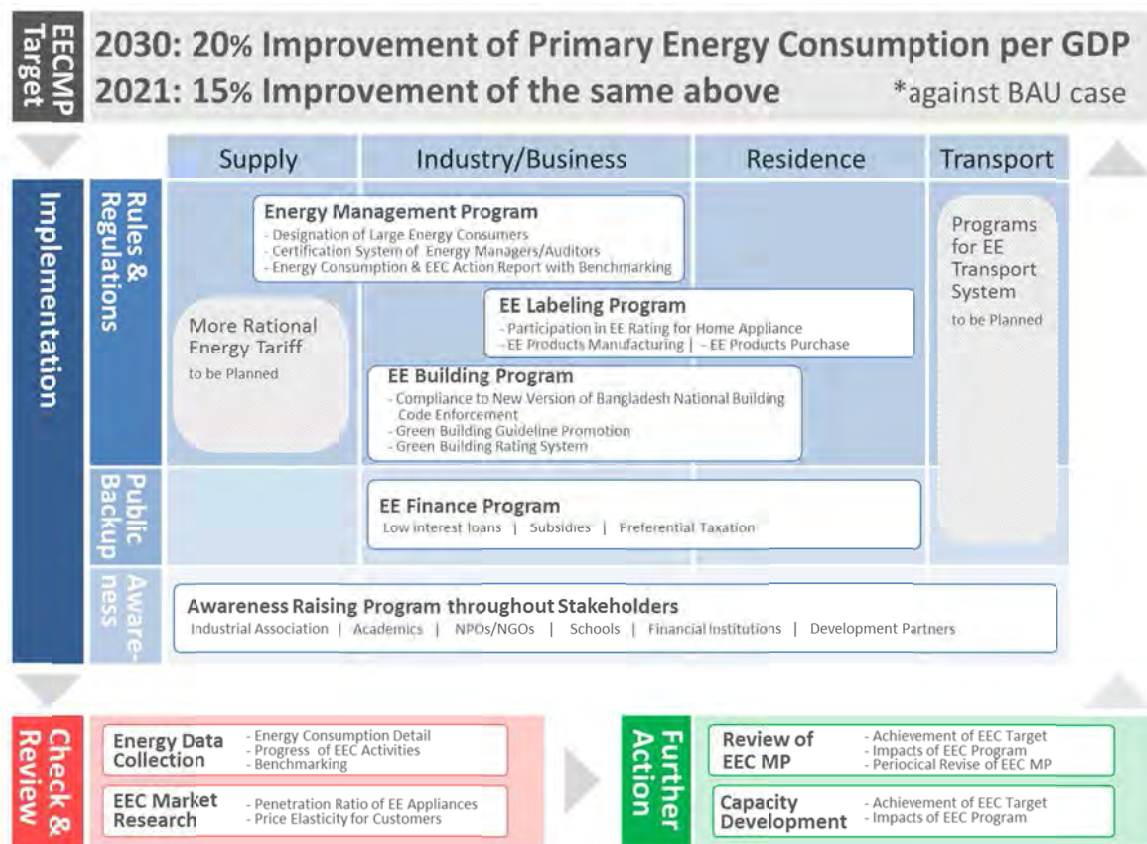 EECMP
Target
2030: 20% Improvement of Primary Energy Consumption per GDP
2021: 15% Improvement of the same above
*against BAU case
Supply
Industry/Business
Residence
Transport
Implementation
Rules &
Regulations
Energy Management Program
- Designation of Large Energy Consumers
- Certification System of Energy Managers/Auditors
- Energy Consumption & EEC Action Report with Benchmarking
Programs
for EE
Transport
System
to be Planned
EE Labeling Program
- Participation in EE Rating for Home Appliance
- EE Products Manufacturing | - EE Products Purchase
More Rational
Energy Tariff
to be Planned
EE Building Program
- Compliance to New Version of Bangladesh National Building
Code Enforcement
- Green Building Guideline Promotion
- Green Building Rating System
Public
Backup
EE Finance Program
Low interest loans | Subsidies | Preferential Taxation
Aware-
ness
Awareness Raising Program throughout Stakeholders
Industrial Association | Academics | NPOs/NGOs | Schools | Financial Institutions | Development Partners
Check &
Review
Energy Data
Collection
- Energy Consumption Detail
- Progress of EEC Activities
- Benchmarking
EEC Market
Research
- Penetration Ratio of EE Appliances
- Price Elasticity for Customers
Further
Action
Review of
EEC MP
- Achievement of EEC Target
- Impacts of EEC Program
- Periocical Revise of EEC MP
Capacity
Development
- Achievement of EEC Target
- Impacts of EEC Program